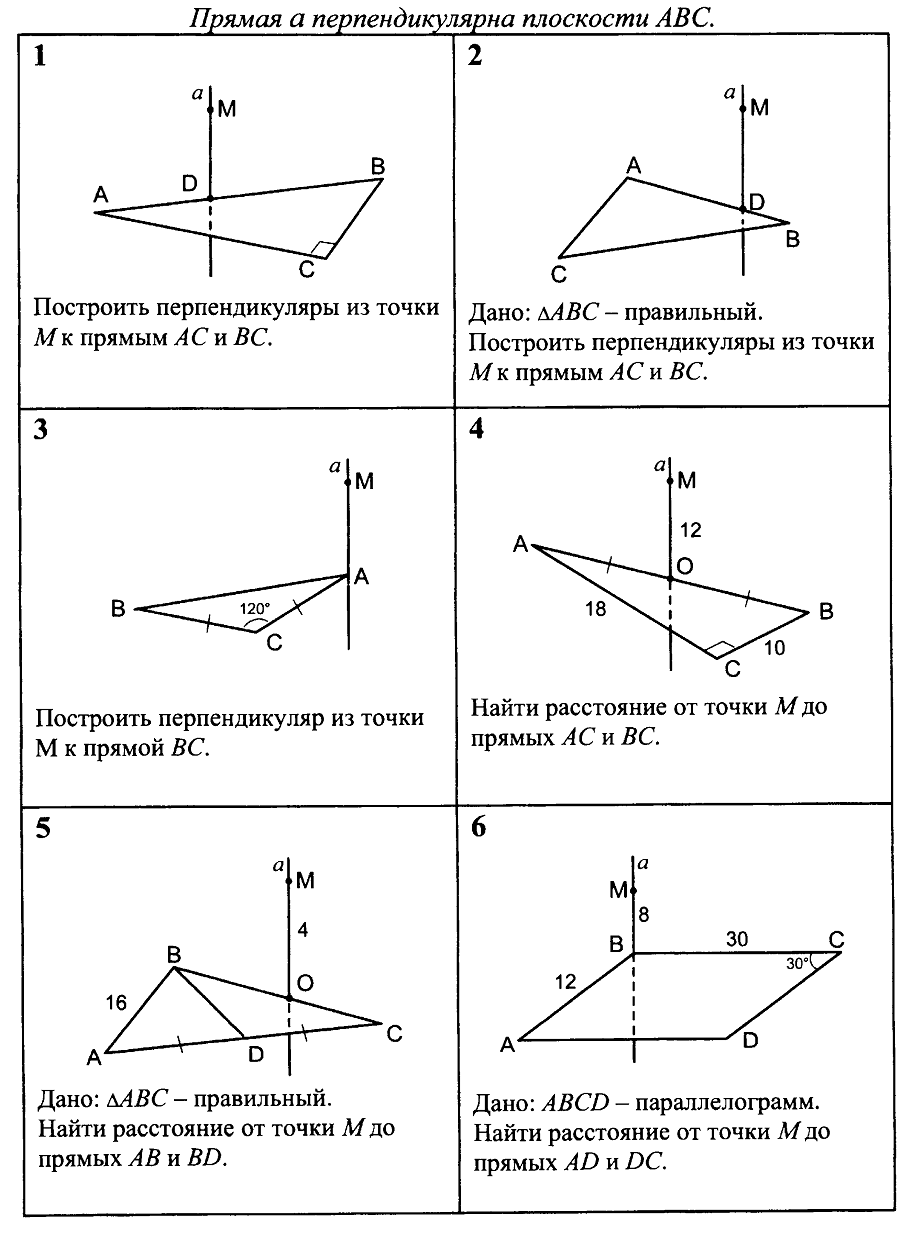 Прямая а перпендикулярна плоскости ABC.
1
a
M
D
B
A
C
Построить перпендикуляры из точки
M к прямым AC и BC.
2
a
M
A
D
B
C
Дано: ΔABC – правильный.
Построить перпендикуляры из точки
M к прямым AC и BC.
3
a
M
A
B
120°
C
Построить перпендикуляр из точки
М к прямой BC.
4
a
M
12
A
O
18
B
10
C
Найти расстояние от точки M до
прямых AC и BC.
5
a
M
4
B
O
16
C
A
D
Дано: ΔABC – правильный.
Найти расстояние от точки M до
прямых AB и BD.
6
a
M
8
B
30
C
30°
12
A
D
Дано: ABCD – параллелограмм.
Найти расстояние от точки M до
прямых AD и DC.